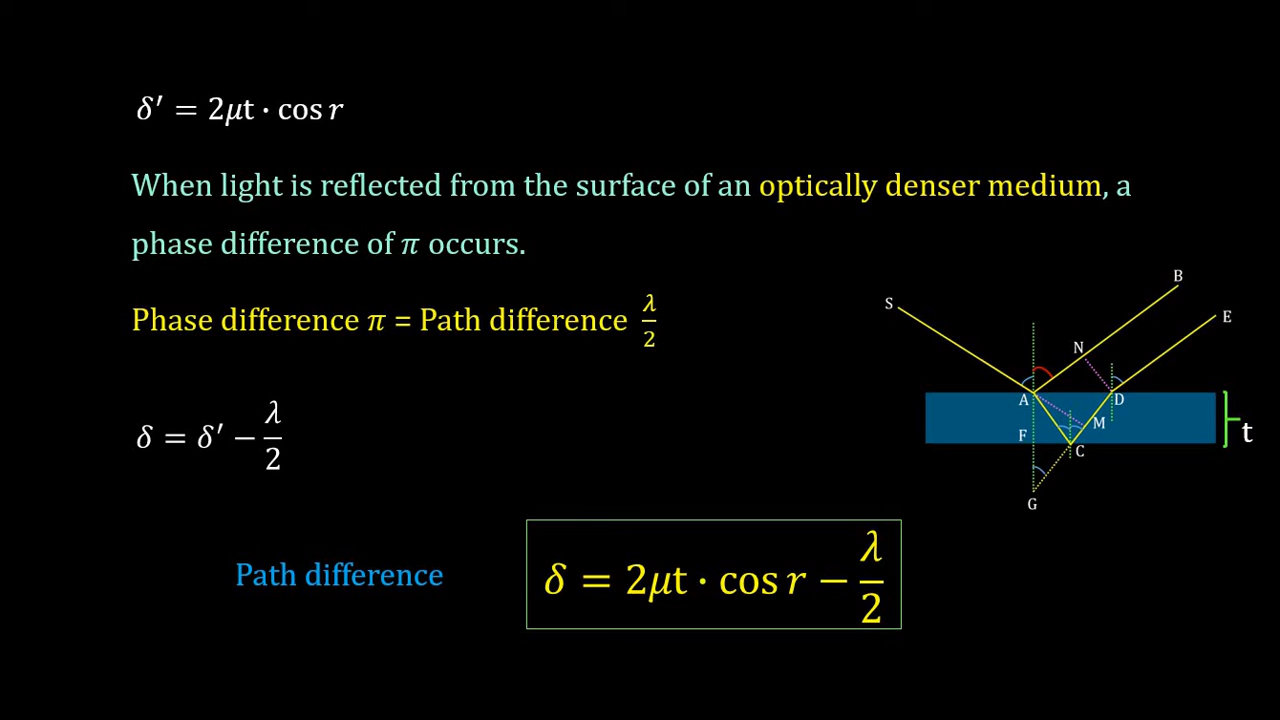 δ′ = 2μt · cos r
When light is reflected from the surface of an optically denser medium, a
phase difference of π occurs.
Phase difference π = Path difference λ/2
δ = δ′ − λ/2
Path difference
δ = 2μt · cos r − λ/2
S
B
E
N
A
D
F
M
C
G
t